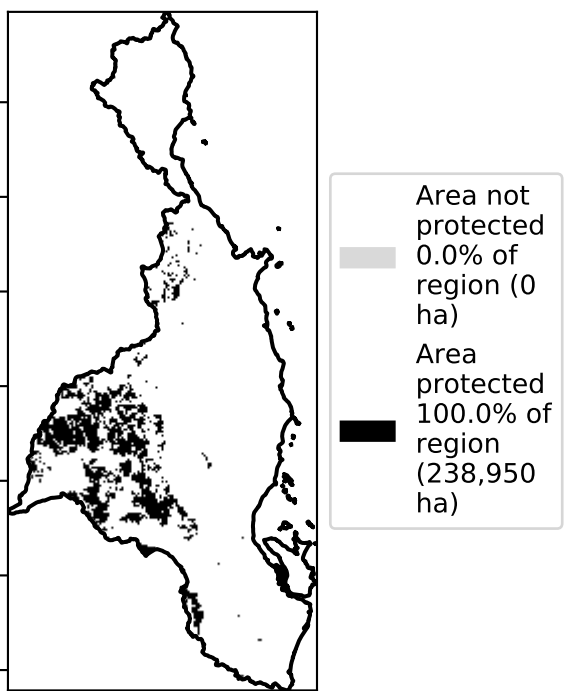 Area not
protected
0.0% of
region (0
ha)
Area
protected
100.0% of
region
(238,950
ha)